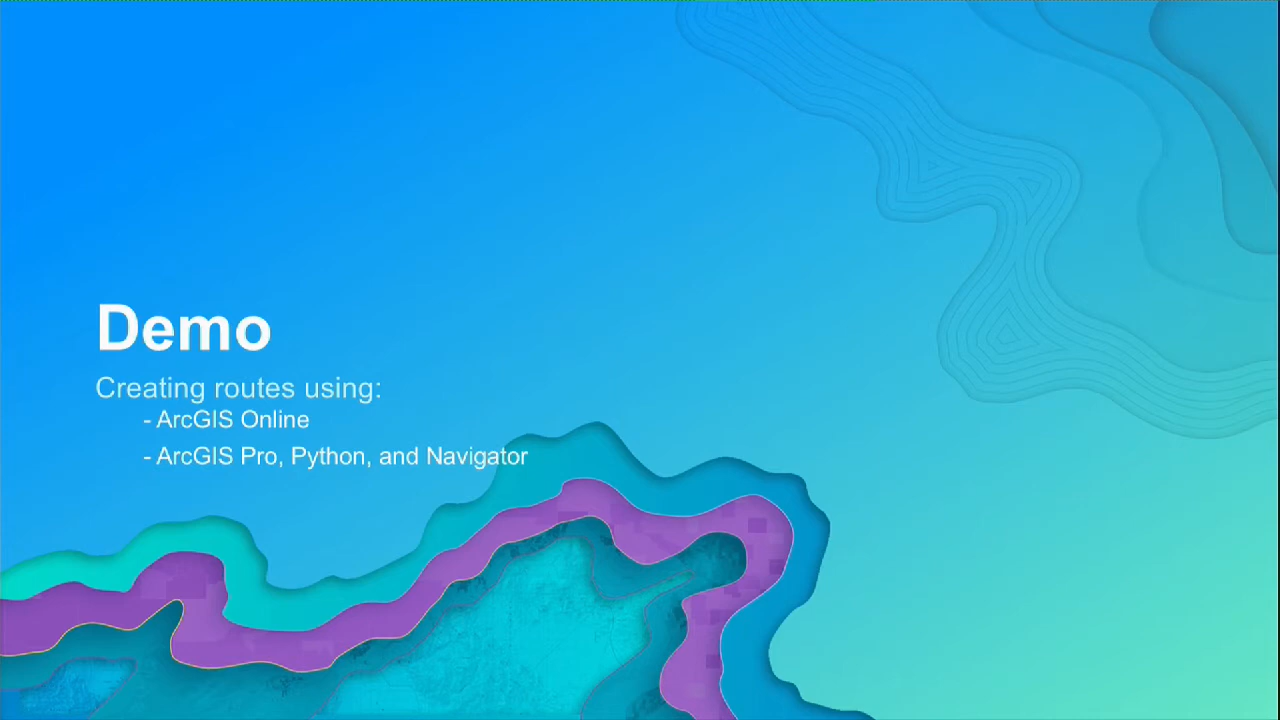 Demo
Creating routes using:
- ArcGIS Online
- ArcGIS Pro, Python, and Navigator